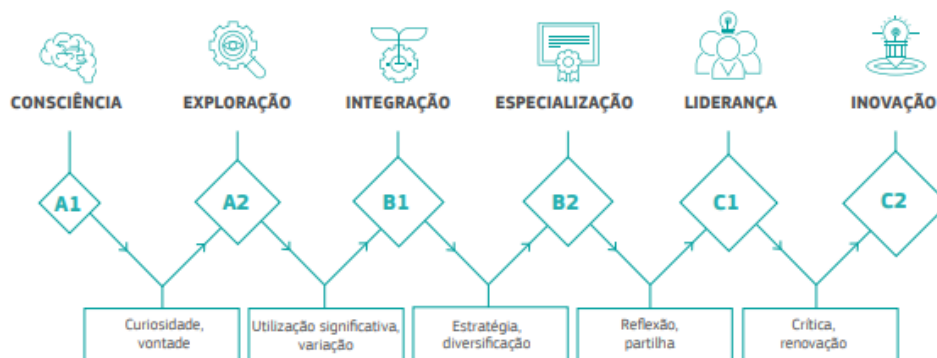 CONSCIÊNCIA
EXPLORAÇÃO
INTEGRAÇÃO
ESPECIALIZAÇÃO
LIDERANÇA
INOVAÇÃO
A1
A2
B1
B2
C1
C2
Curiosidade,
vontade
Utilização significativa,
variação
Estratégia,
diversificação
Reflexão,
partilha
Crítica,
renovação